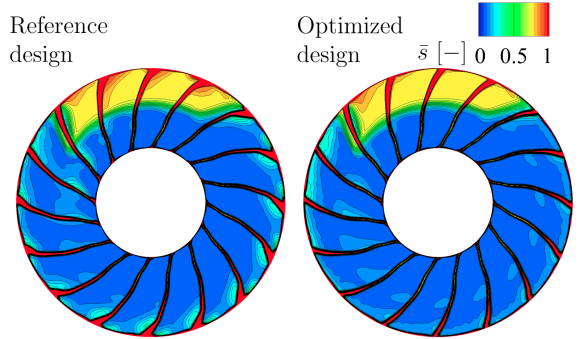 Reference
design
Optimized
design
s̄ [−] 0 0.5 1